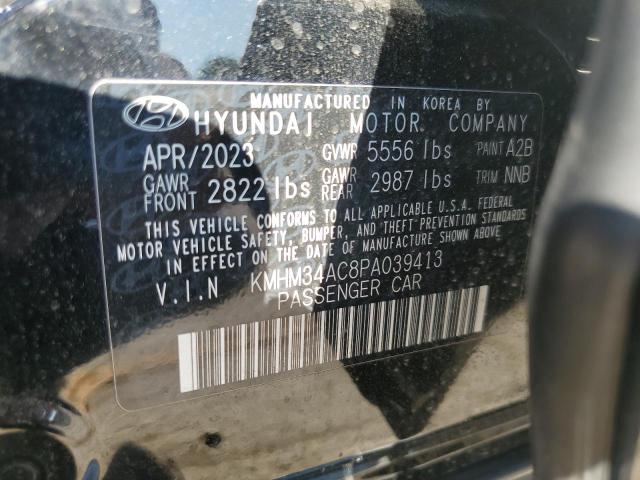 MANUFACTURED IN KOREA BY
HYUNDAI MOTOR COMPANY
APR/2023 GVWR 5556 lbs PAINT A2B
GAWR FRONT 2822 lbs GAWR REAR 2987 lbs TRIM NNB
THIS VEHICLE CONFORMS TO ALL APPLICABLE U.S.A. FEDERAL
MOTOR VEHICLE SAFETY, BUMPER, AND THEFT PREVENTION STANDARDS
IN EFFECT ON THE DATE OF MANUFACTURE SHOWN ABOVE.
V.I.N KMHM34AC8PA039413
PASSENGER CAR